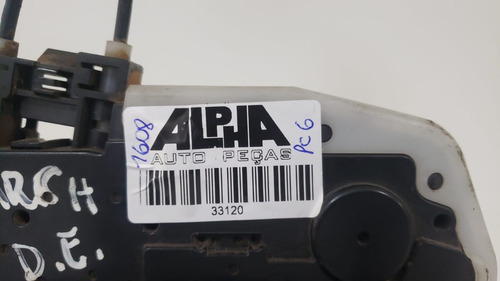 1608
ALPHA
PC6
AUTO PEÇAS
33120
ARCH
D.E.